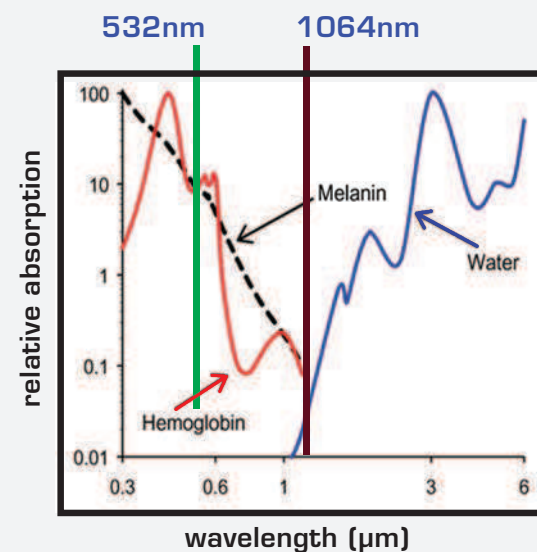 532nm 1064nm
100
10
1
0.1
0.01
relative absorption
Melanin
Water
Hemoglobin
0.3 0.6 1 3 6
wavelength (µm)